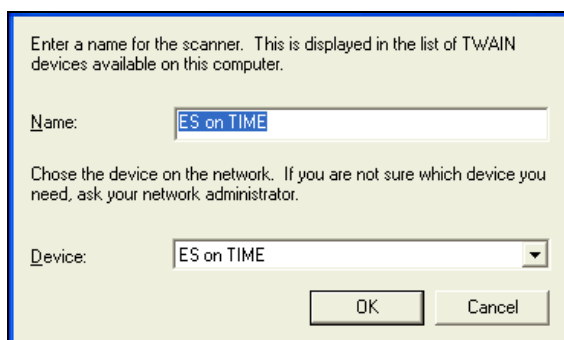 Enter a name for the scanner. This is displayed in the list of TWAIN
devices available on this computer.
Name: ES on TIME
Chose the device on the network. If you are not sure which device you
need, ask your network administrator.
Device: ES on TIME
OK Cancel